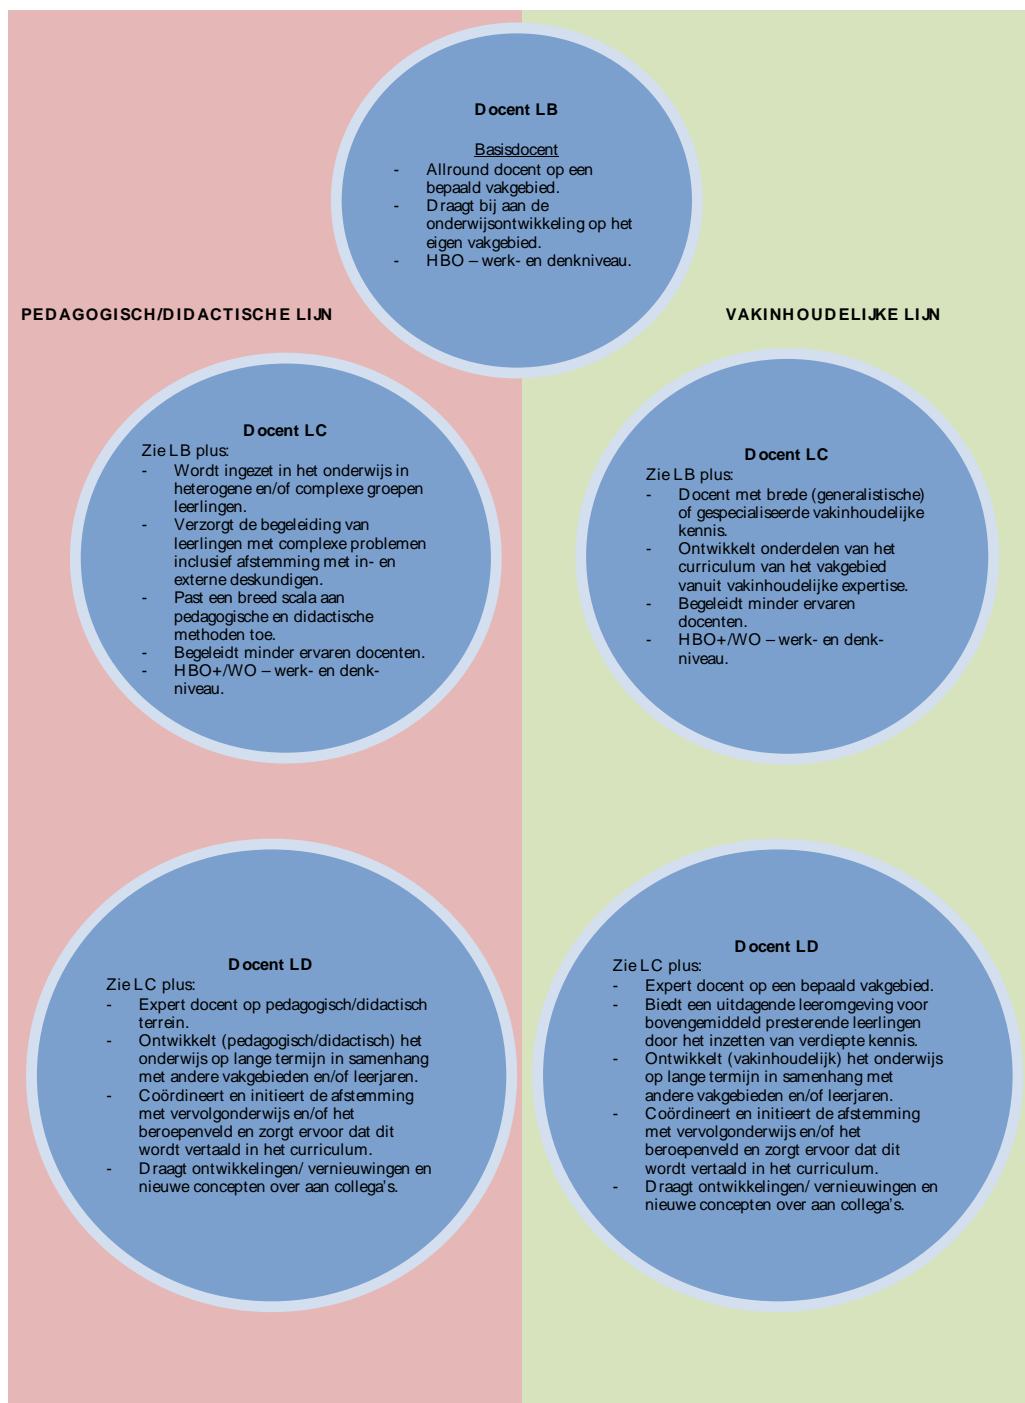 Docent LB
Basisdocent
- Allround docent op een
bepaald vakgebied.
- Draagt bij aan de
onderwijsontwikkeling op het
eigen vakgebied.
- HBO – werk- en denkniveau.
PEDAGOGISCH/DIDACTISCHE LIJN
VAKINHOUDELIJKE LIJN
Docent LC
Zie LB plus:
- Wordt ingezet in het onderwijs in
heterogene en/of complexe groepen
leerlingen.
- Verzorgt de begeleiding van
leerlingen met complexe problemen
inclusief afstemming met in- en
externe deskundigen.
- Past een breed scala aan
pedagogische en didactische
methoden toe.
- Begeleidt minder ervaren docenten.
- HBO+/WO – werk- en denk-
niveau.
Docent LC
Zie LB plus:
- Docent met brede (generalistische)
of gespecialiseerde vakinhoudelijke
kennis.
- Ontwikkelt onderdelen van het
curriculum van het vakgebied
vanuit vakinhoudelijke expertise.
- Begeleidt minder ervaren
docenten.
- HBO+/WO – werk- en denk-
niveau.
Docent LD
Zie LC plus:
- Expert docent op pedagogisch/didactisch
terrein.
- Ontwikkelt (pedagogisch/didactisch) het
onderwijs op lange termijn in samenhang
met andere vakgebieden en/of leerjaren.
- Coördineert en initieert de afstemming
met vervolgonderwijs en/of het
beroepenveld en zorgt ervoor dat dit
wordt vertaald in het curriculum.
- Draagt ontwikkelingen/ vernieuwingen en
nieuwe concepten over aan collega's.
Docent LD
Zie LC plus:
- Expert docent op een bepaald vakgebied.
- Biedt een uitdagende leeromgeving voor
bovengemiddeld presterende leerlingen
door het inzetten van verdiepte kennis.
- Ontwikkelt (vakinhoudelijk) het onderwijs
op lange termijn in samenhang met
andere vakgebieden en/of leerjaren.
- Coördineert en initieert de afstemming
met vervolgonderwijs en/of het
beroepenveld en zorgt ervoor dat dit
wordt vertaald in het curriculum.
- Draagt ontwikkelingen/ vernieuwingen en
nieuwe concepten over aan collega's.